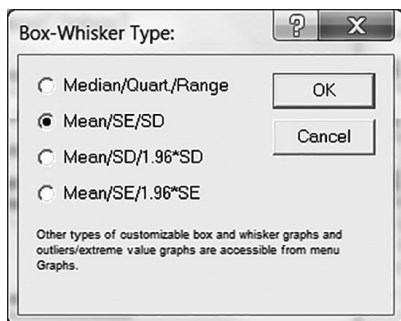 Box-Whisker Type:
Median/Quart./Range
OK
Mean/SE/SD
Cancel
Mean/SD/1.96*SD
Mean/SE/1.96*SE
Other types of customizable box and whisker graphs and
outliers/extreme value graphs are accessible from menu
Graphs.